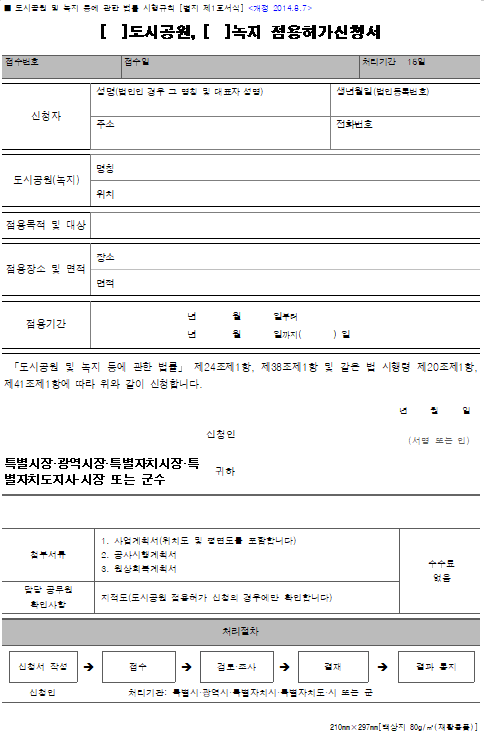 ■ 도시공원 및 녹지 등에 관한 법률 시행규칙 [별지 제1호서식] <개정 2014.8.7>
[ ]도시공원, [ ]녹지 점용허가신청서
접수번호 접수일 처리기간 15일
신청자
성명(법인인 경우 그 명칭 및 대표자 성명) 생년월일(법인등록번호)
주소 전화번호
도시공원(녹지)
명칭
위치
점용목적 및 대상
점용장소 및 면적
장소
면적
점용기간
년 월 일부터
년 월 일까지( ) 일
「도시공원 및 녹지 등에 관한 법률」 제24조제1항, 제38조제1항 및 같은 법 시행령 제20조제1항,
제41조제1항에 따라 위와 같이 신청합니다.
년 월 일
신청인
(서명 또는 인)
특별시장·광역시장·특별자치시장·특
별자치도지사·시장 또는 군수
귀하
첨부서류
1. 사업계획서(위치도 및 평면도를 포함합니다)
2. 공사시행계획서
3. 원상회복계획서
수수료
없음
담당 공무원
확인사항
지적도(도시공원 점용허가 신청의 경우에만 확인합니다)
처리절차
신청서 작성 ➔ 접수 ➔ 검토·조사 ➔ 결재 ➔ 결과 통지
신청인 처리기관: 특별시·광역시·특별자치시·특별자치도·시 또는 군
210mm×297mm[백상지 80g/㎡(재활용품)]